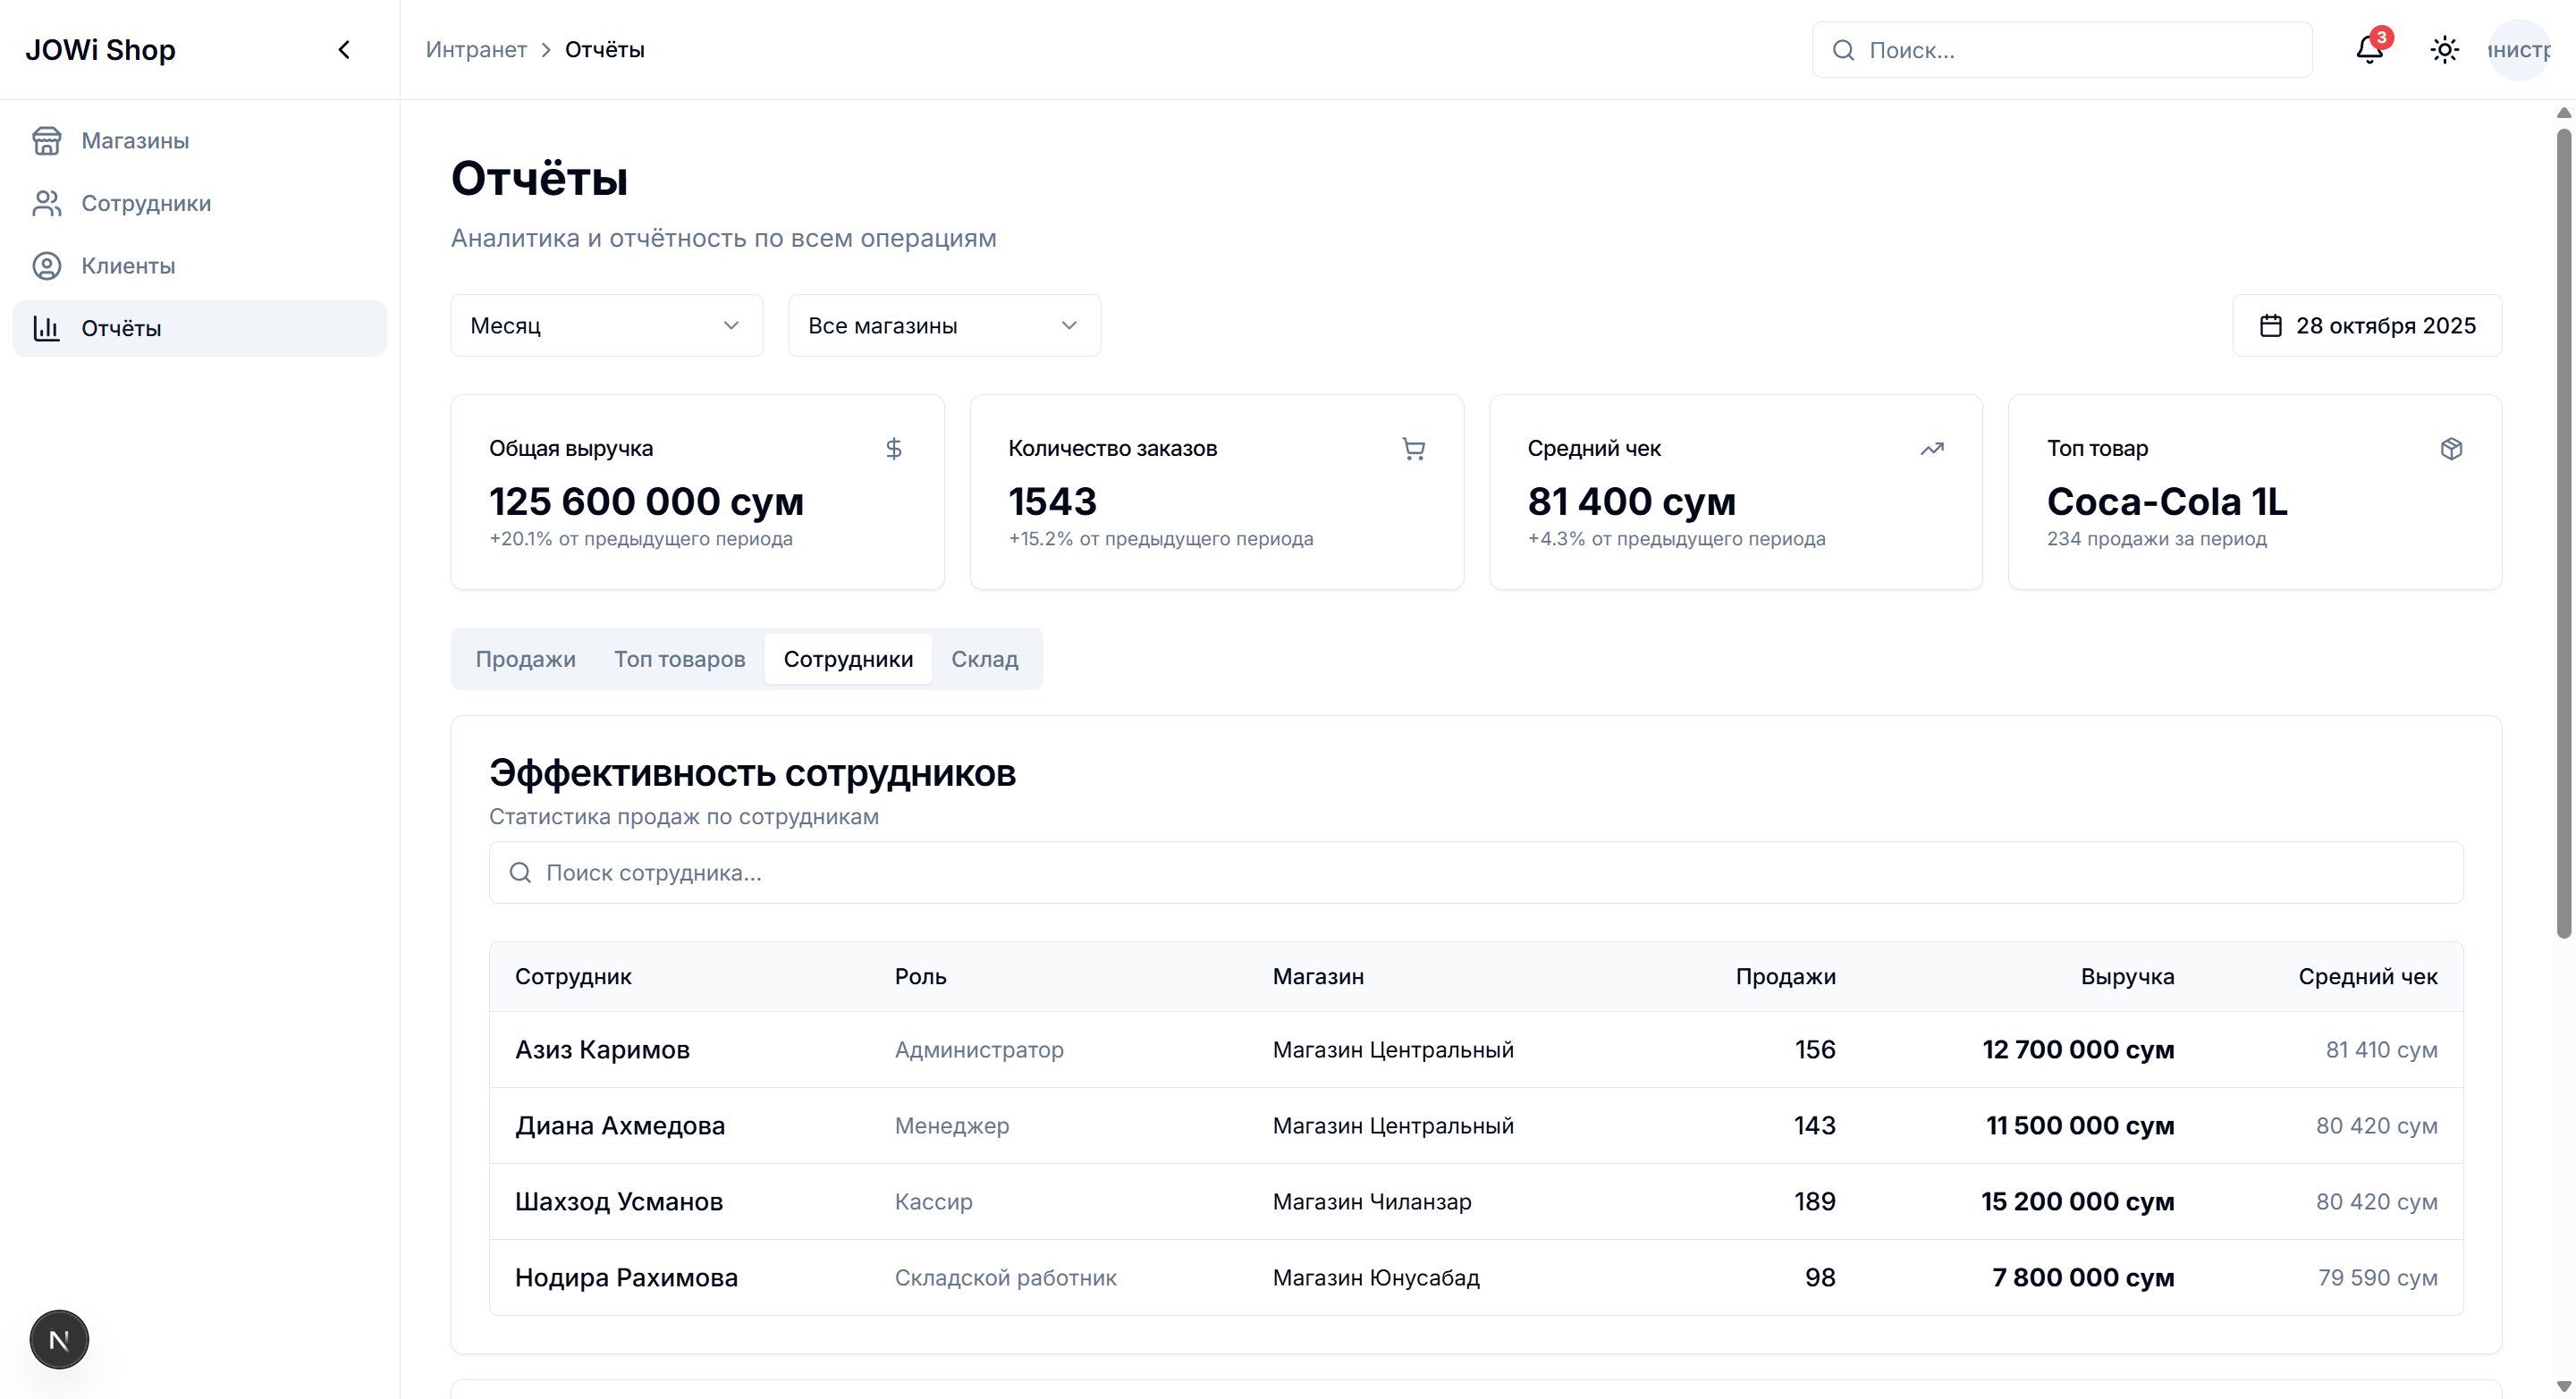 JOWi Shop
Интранет > Отчёты
Поиск...
3
Магазины
Сотрудники
Клиенты
Отчёты
Отчёты
Аналитика и отчётность по всем операциям
Месяц
Все магазины
28 октября 2025
Общая выручка
125 600 000 сум
+20.1% от предыдущего периода
Количество заказов
1543
+15.2% от предыдущего периода
Средний чек
81 400 сум
+4.3% от предыдущего периода
Топ товар
Coca-Cola 1L
234 продажи за период
Продажи Топ товаров Сотрудники Склад
Эффективность сотрудников
Статистика продаж по сотрудникам
Поиск сотрудника...
Сотрудник Роль Магазин Продажи Выручка Средний чек
Азиз Каримов Администратор Магазин Центральный 156 12 700 000 сум 81 410 сум
Диана Ахмедова Менеджер Магазин Центральный 143 11 500 000 сум 80 420 сум
Шахзод Усманов Кассир Магазин Чиланзар 189 15 200 000 сум 80 420 сум
Нодира Рахимова Складской работник Магазин Юнусабад 98 7 800 000 сум 79 590 сум
N